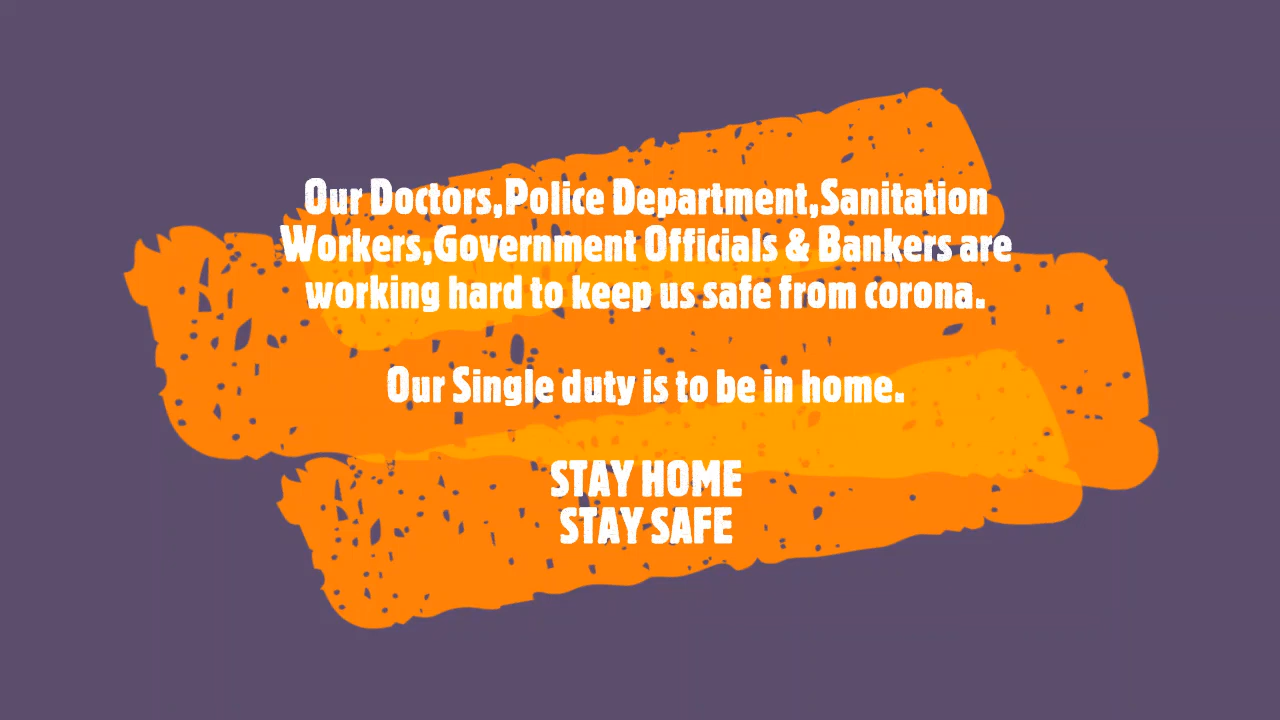 Our Doctors,Police Department,Sanitation
Workers,Government Officials & Bankers are
working hard to keep us safe from corona.
Our Single duty is to be in home.
STAY HOME
STAY SAFE